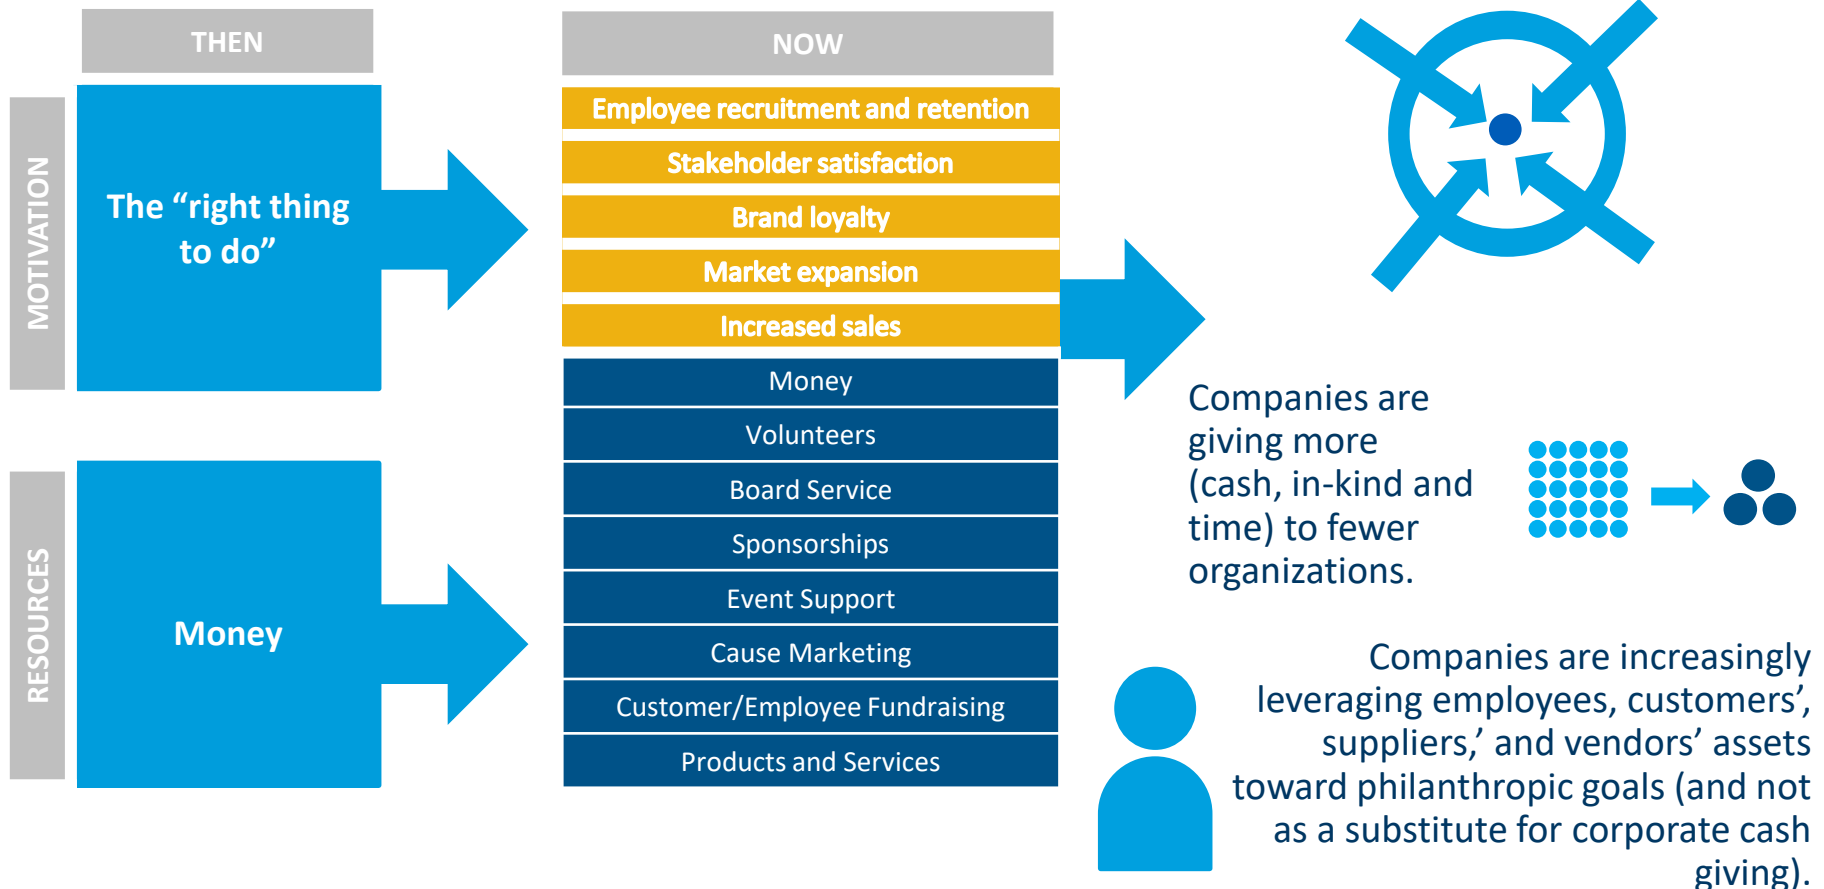 THEN
NOW
MOTIVATION
The “right thing
to do”
Employee recruitment and retention
Stakeholder satisfaction
Brand loyalty
Market expansion
Increased sales
RESOURCES
Money
Money
Volunteers
Board Service
Sponsorships
Event Support
Cause Marketing
Customer/Employee Fundraising
Products and Services
Companies are
giving more
(cash, in-kind and
time) to fewer
organizations.
Companies are increasingly
leveraging employees, customers’,
suppliers,’ and vendors’ assets
toward philanthropic goals (and not
as a substitute for corporate cash
giving).